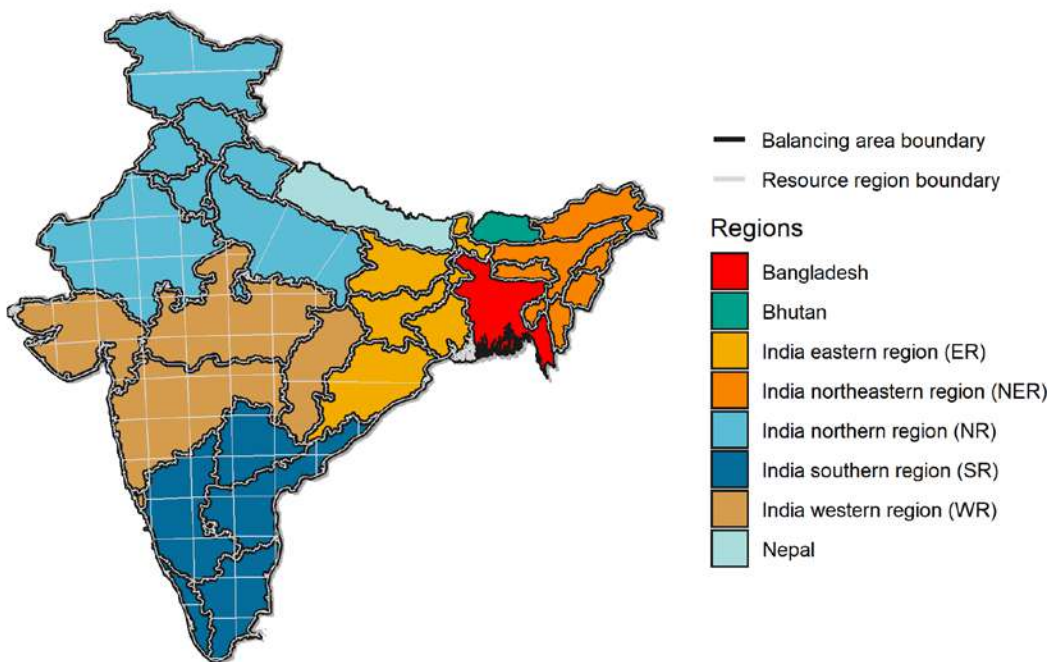 Balancing area boundary
Resource region boundary
Regions
Bangladesh
Bhutan
India eastern region (ER)
India northeastern region (NER)
India northern region (NR)
India southern region (SR)
India western region (WR)
Nepal